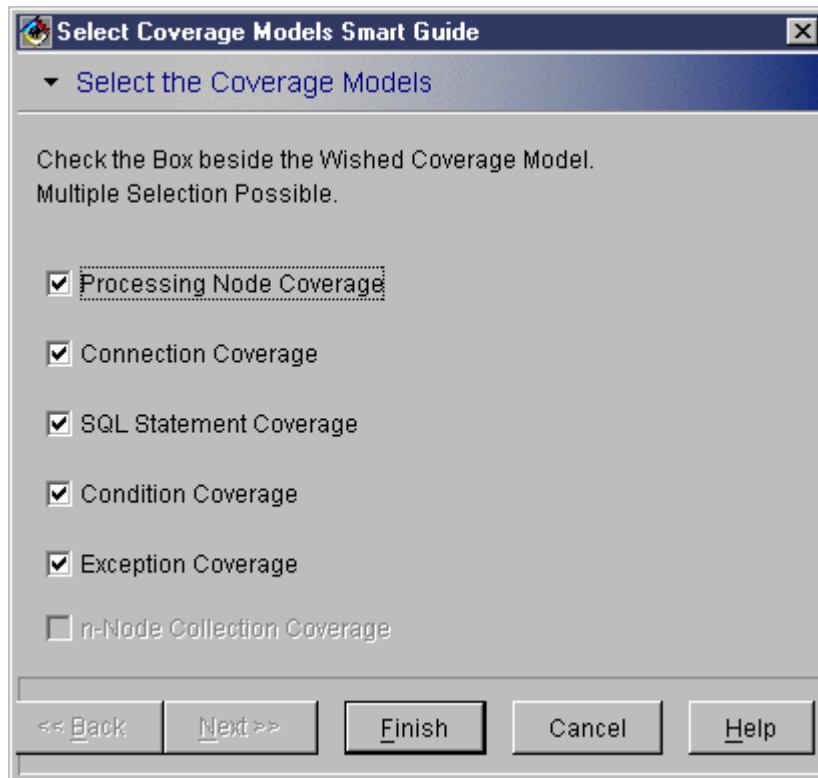 Select Coverage Models Smart Guide
Select the Coverage Models
Check the Box beside the Wished Coverage Model.
Multiple Selection Possible.
Processing Node Coverage
Connection Coverage
SQL Statement Coverage
Condition Coverage
Exception Coverage
n-Node Collection Coverage
<< Back Next >> Finish Cancel Help